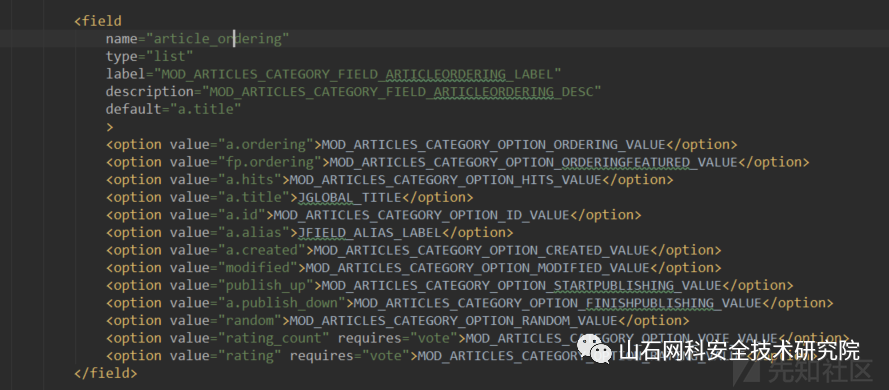 <field
name="article_ordering"
type="list"
label="MOD_ARTICLES_CATEGORY_FIELD_ARTICLEORDERING_LABEL"
description="MOD_ARTICLES_CATEGORY_FIELD_ARTICLEORDERING_DESC"
default="a.title"
>
<option value="a.ordering">MOD_ARTICLES_CATEGORY_OPTION_ORDERING_VALUE</option>
<option value="fp.ordering">MOD_ARTICLES_CATEGORY_OPTION_ORDERINGFEATURED_VALUE</option>
<option value="a.hits">MOD_ARTICLES_CATEGORY_OPTION_HITS_VALUE</option>
<option value="a.title">JGLOBAL_TITLE</option>
<option value="a.id">MOD_ARTICLES_CATEGORY_OPTION_ID_VALUE</option>
<option value="a.alias">JFIELD_ALIAS_LABEL</option>
<option value="a.created">MOD_ARTICLES_CATEGORY_OPTION_CREATED_VALUE</option>
<option value="modified">MOD_ARTICLES_CATEGORY_OPTION_MODIFIED_VALUE</option>
<option value="publish_up">MOD_ARTICLES_CATEGORY_OPTION_STARTPUBLISHING_VALUE</option>
<option value="a.publish_down">MOD_ARTICLES_CATEGORY_OPTION_FINISHPUBLISHING_VALUE</option>
<option value="random">MOD_ARTICLES_CATEGORY_OPTION_RANDOM_VALUE</option>
<option value="rating_count" requires="vote">MOD_ARTICLES_CATEGORY_OPTION_VOTE_VALUE</option>
<option value="rating" requires="vote">MOD_ARTICLES_CATEGORY_
山石网科安全技术研究院
</field>
先知社区